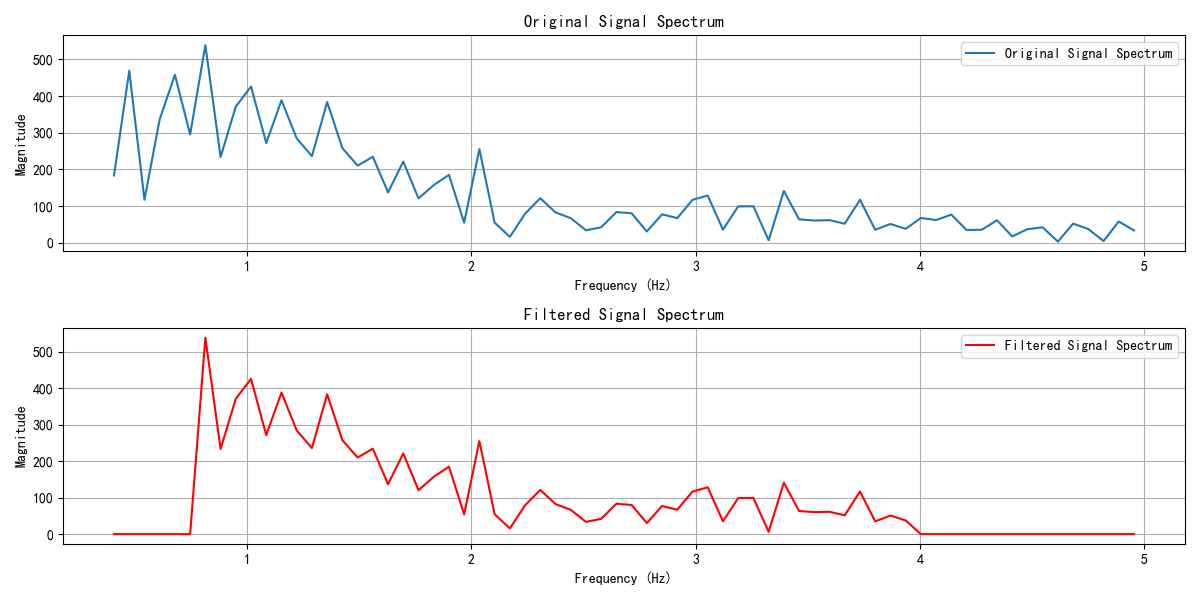 Original Signal Spectrum
Original Signal Spectrum
Magnitude
500
400
300
200
100
0
1 2 3 4 5
Frequency (Hz)
Filtered Signal Spectrum
Filtered Signal Spectrum
Magnitude
500
400
300
200
100
0
1 2 3 4 5
Frequency (Hz)